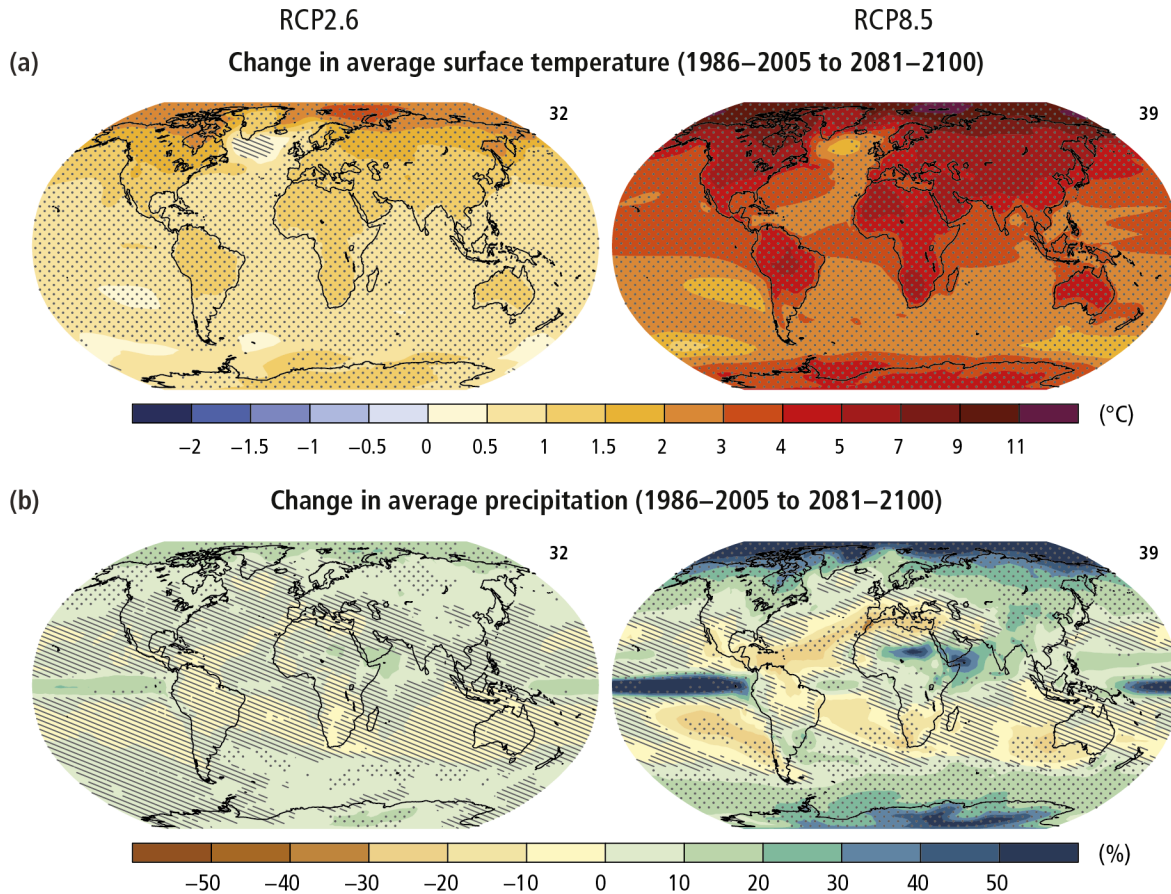 RCP2.6 RCP8.5
(a) Change in average surface temperature (1986–2005 to 2081–2100)
32 39
(°C)
−2 −1.5 −1 −0.5 0 0.5 1 1.5 2 3 4 5 7 9 11
(b) Change in average precipitation (1986–2005 to 2081–2100)
32 39
(%)
−50 −40 −30 −20 −10 0 10 20 30 40 50